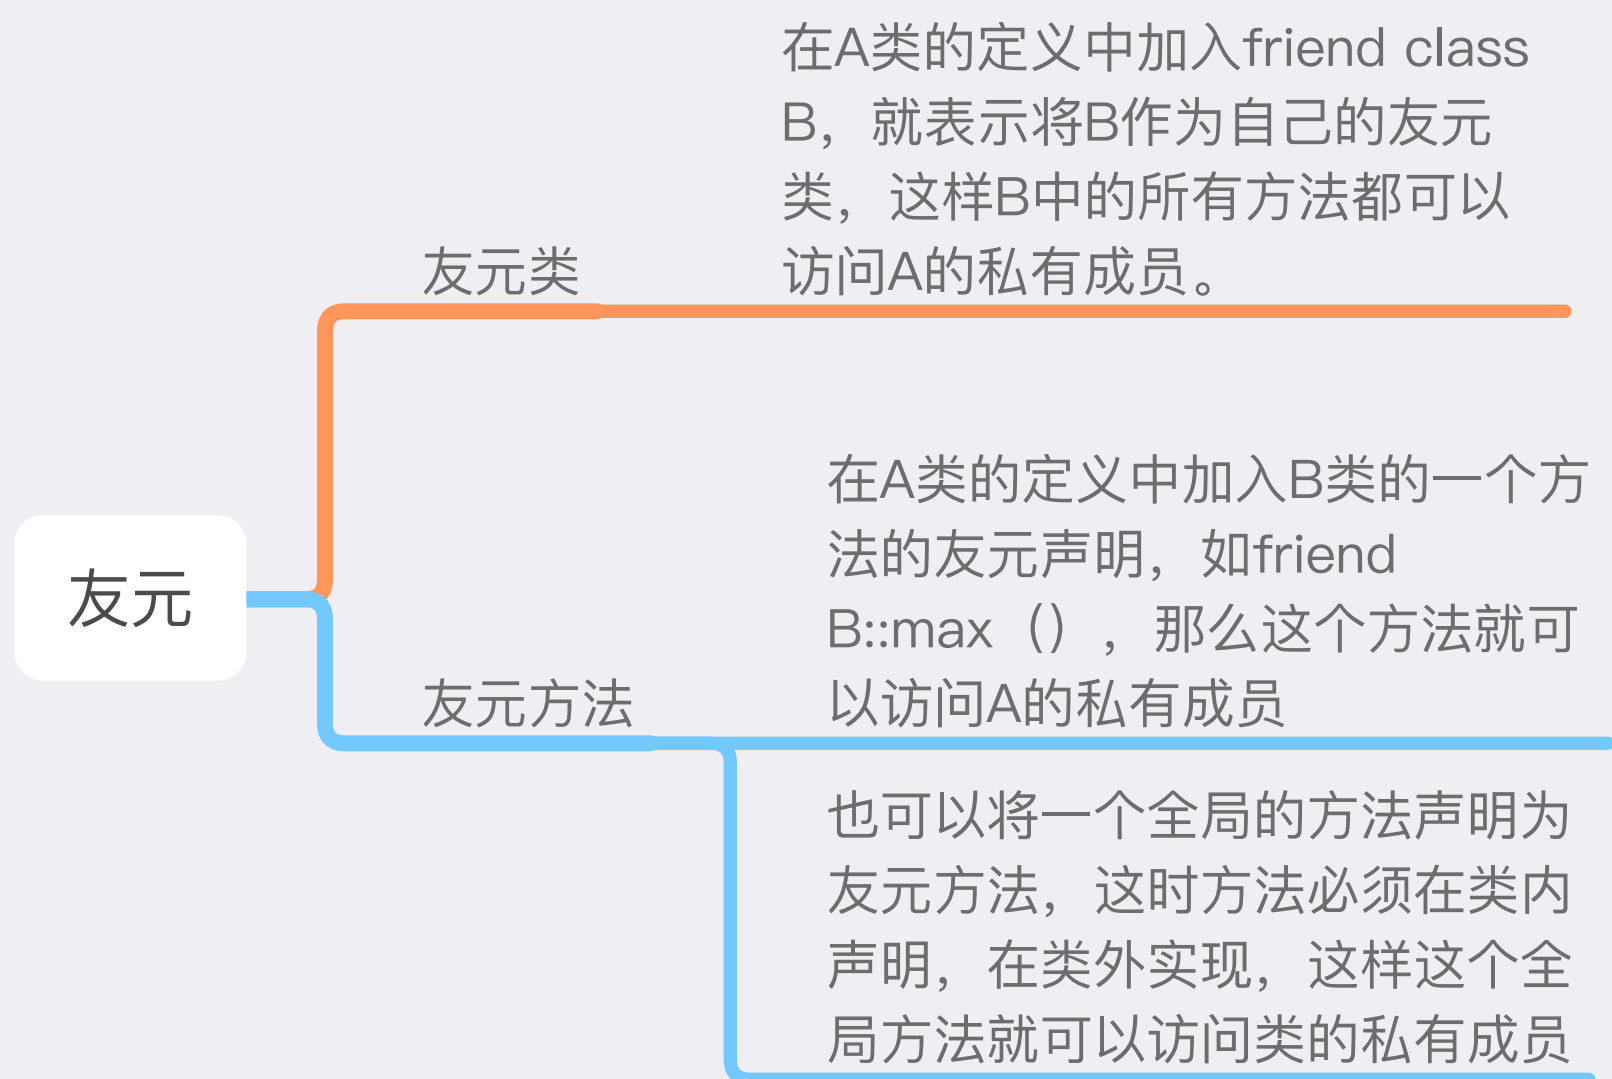 在A类的定义中加入friend class
B，就表示将B作为自己的友元
类，这样B中的所有方法都可以
访问A的私有成员。
友元类
友元
在A类的定义中加入B类的一个方
法的友元声明，如friend
B::max（），那么这个方法就可
以访问A的私有成员
友元方法
也可以将一个全局的方法声明为
友元方法，这时方法必须在类内
声明，在类外实现，这样这个全
局方法就可以访问类的私有成员